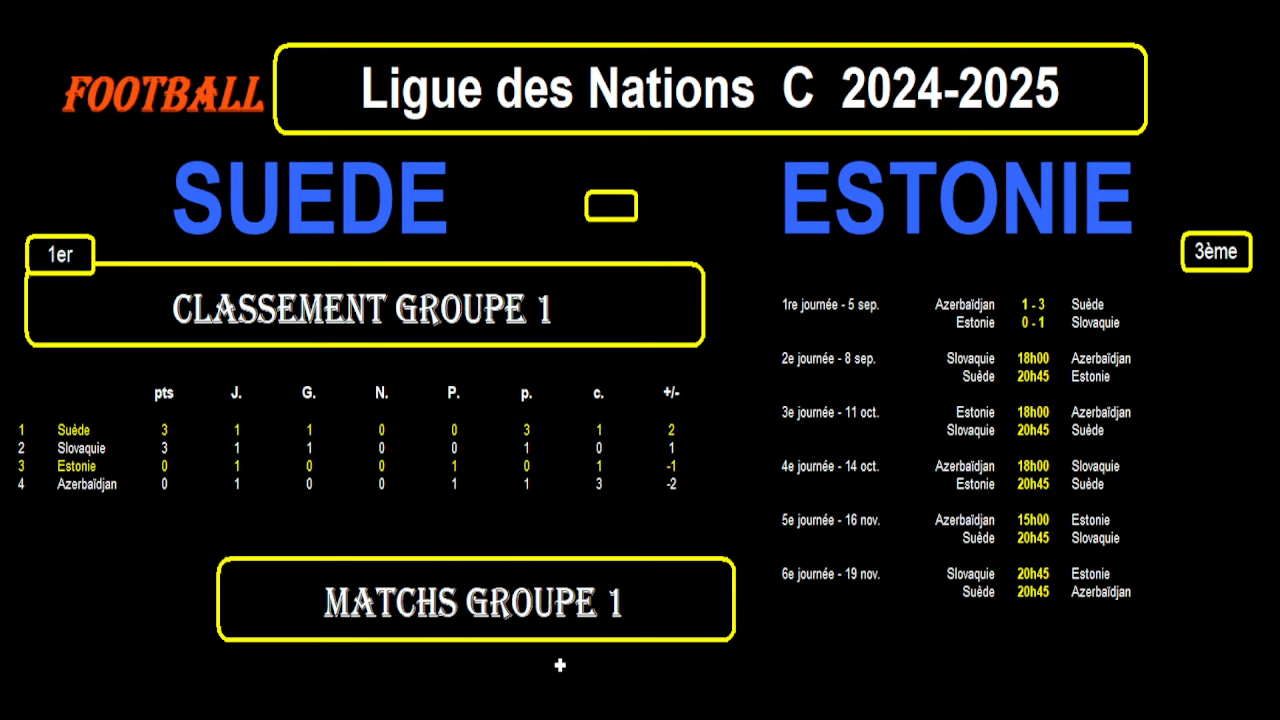 FOOTBALL
Ligue des Nations C 2024-2025
SUEDE
ESTONIE
1er
3ème
CLASSEMENT GROUPE 1
pts J. G. N. P. p. c. +/-
1 Suède 3 1 1 0 0 3 1 2
2 Slovaquie 3 1 1 0 0 1 0 1
3 Estonie 0 1 0 0 1 0 1 -1
4 Azerbaïdjan 0 1 0 0 1 1 3 -2
MATCHS GROUPE 1
1re journée - 5 sep. Azerbaïdjan 1 - 3 Suède
Estonie 0 - 1 Slovaquie
2e journée - 8 sep. Slovaquie 18h00 Azerbaïdjan
Suède 20h45 Estonie
3e journée - 11 oct. Estonie 18h00 Azerbaïdjan
Slovaquie 20h45 Suède
4e journée - 14 oct. Azerbaïdjan 18h00 Slovaquie
Estonie 20h45 Suède
5e journée - 16 nov. Azerbaïdjan 15h00 Estonie
Suède 20h45 Slovaquie
6e journée - 19 nov. Slovaquie 20h45 Estonie
Suède 20h45 Azerbaïdjan